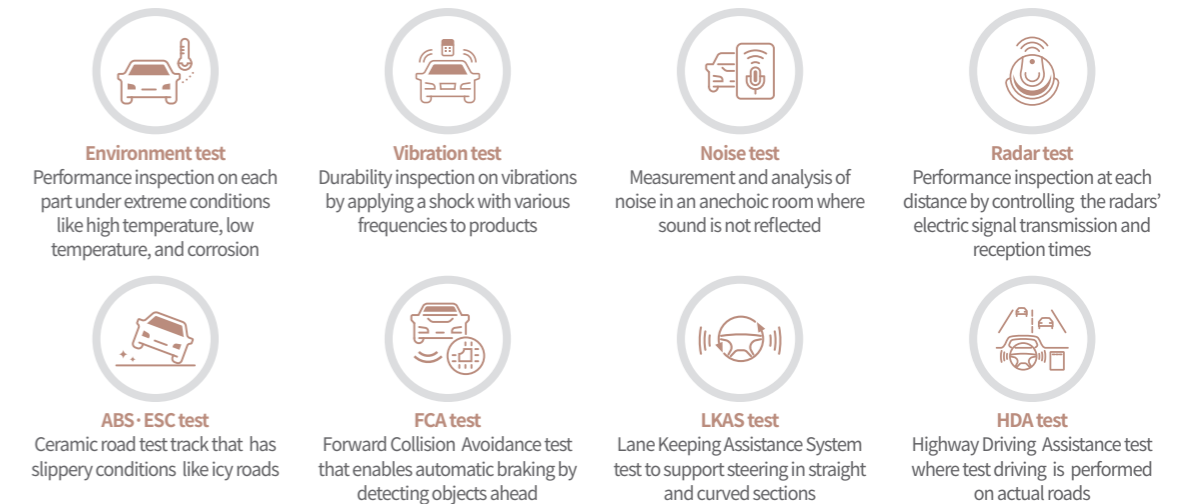 Environment test
Performance inspection on each
part under extreme conditions
like high temperature, low
temperature, and corrosion
Vibration test
Durability inspection on vibrations
by applying a shock with various
frequencies to products
Noise test
Measurement and analysis of
noise in an anechoic room where
sound is not reflected
Radar test
Performance inspection at each
distance by controlling the radars’
electric signal transmission and
reception times
ABS·ESC test
Ceramic road test track that has
slippery conditions like icy roads
FCA test
Forward Collision Avoidance test
that enables automatic braking by
detecting objects ahead
LKAS test
Lane Keeping Assistance System
test to support steering in straight
and curved sections
HDA test
Highway Driving Assistance test
where test driving is performed
on actual roads